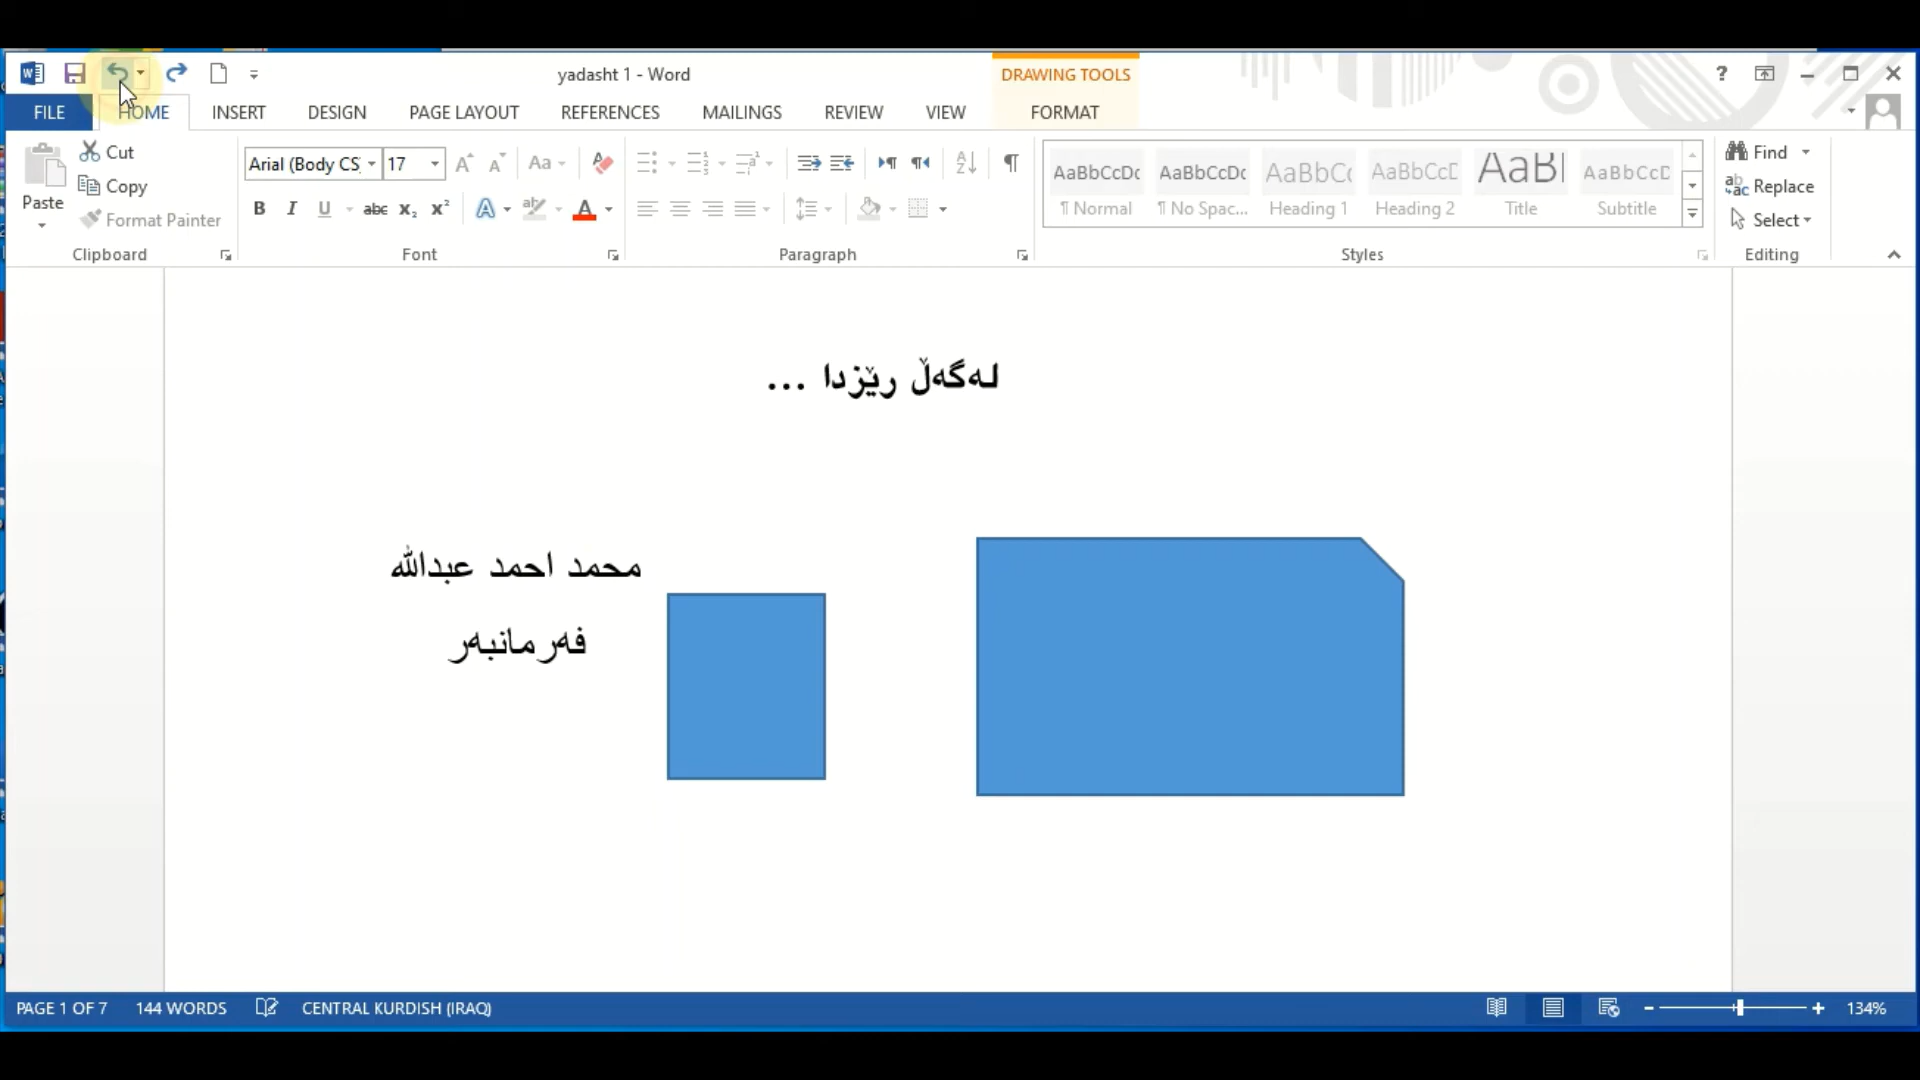 yadasht 1 - Word
DRAWING TOOLS
?
FILE
HOME
INSERT
DESIGN
PAGE LAYOUT
REFERENCES
MAILINGS
REVIEW
VIEW
FORMAT
Paste
Cut
Copy
Format Painter
Clipboard
Arial (Body CS)
17
Font
Paragraph
AaBbCcDc
¶ Normal
AaBbCcDc
¶ No Spac...
AaBbCc
Heading 1
AaBbCcD
Heading 2
AaBl
Title
AaBbCcD
Subtitle
Styles
Find
Replace
Select
Editing
لەگەڵ رێزدا ...
محمد احمد عبدالله
فەرمانبەر
PAGE 1 OF 7
144 WORDS
CENTRAL KURDISH (IRAQ)
134%